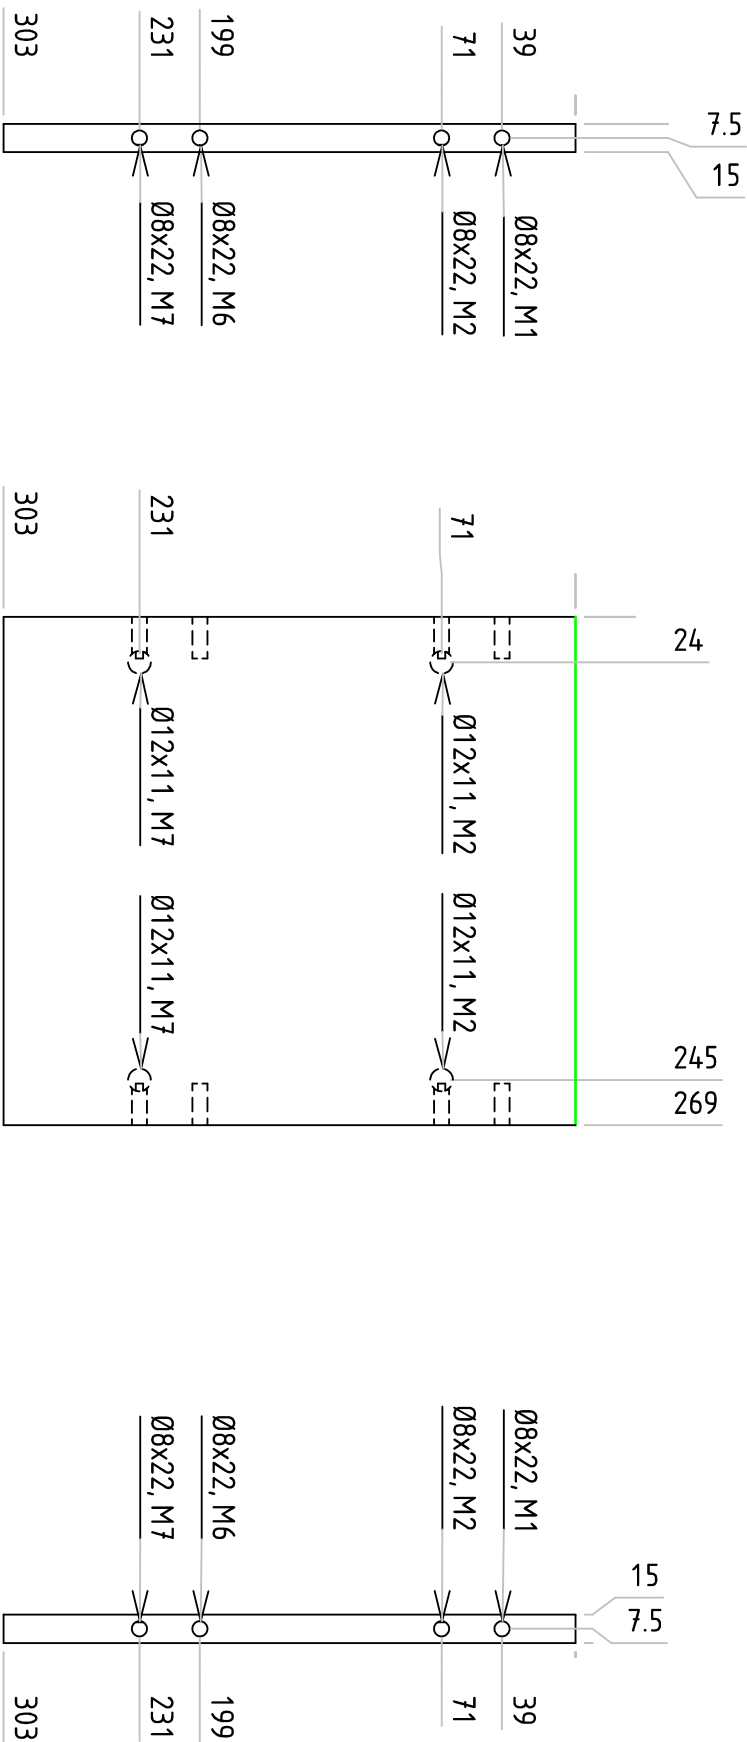 303
231
199
71
39
7.5
15
Ø8x22, M7
Ø8x22, M6
Ø8x22, M2
Ø8x22, M1
303
231
71
24
Ø12x11, M7
Ø12x11, M2
Ø12x11, M7
Ø12x11, M2
245
269
Ø8x22, M7
Ø8x22, M6
Ø8x22, M2
Ø8x22, M1
15
7.5
303
231
199
71
39